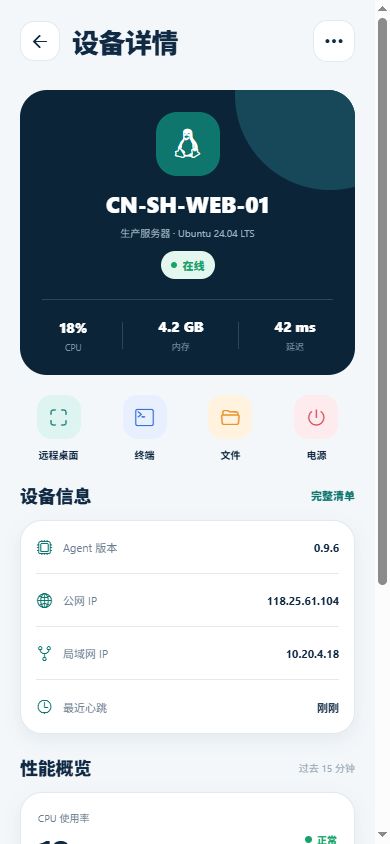 设备详情
CN-SH-WEB-01
生产服务器 · Ubuntu 24.04 LTS
在线
18% 4.2 GB 42 ms
CPU 内存 延迟
远程桌面 终端 文件 电源
设备信息 完整清单
Agent 版本 0.9.6
公网 IP 118.25.61.104
局域网 IP 10.20.4.18
最近心跳 刚刚
性能概览 过去 15 分钟
CPU 使用率
正常